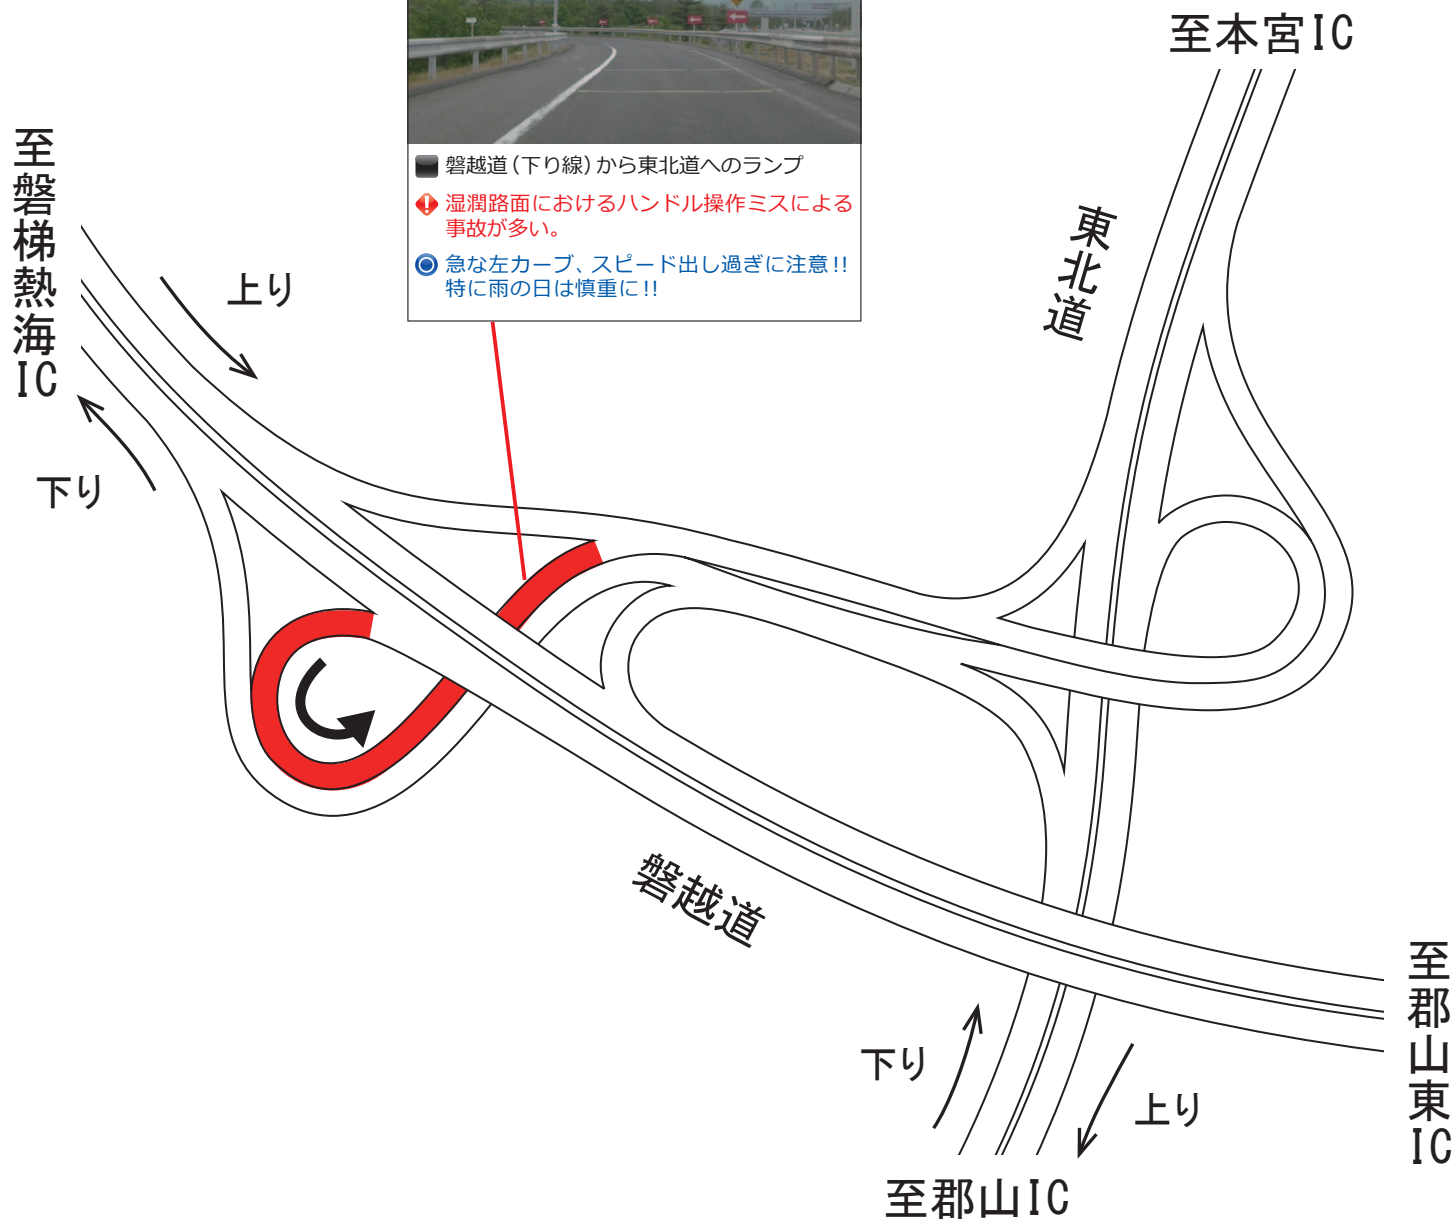 至本宮IC
至磐梯熱海IC
磐越道(下り線)から東北道へのランプ
湿潤路面におけるハンドル操作ミスによる
事故が多い。
急な左カーブ、スピード出し過ぎに注意!!
特に雨の日は慎重に!!
東北道
上り
下り
磐越道
至郡山東IC
下り
上り
至郡山IC